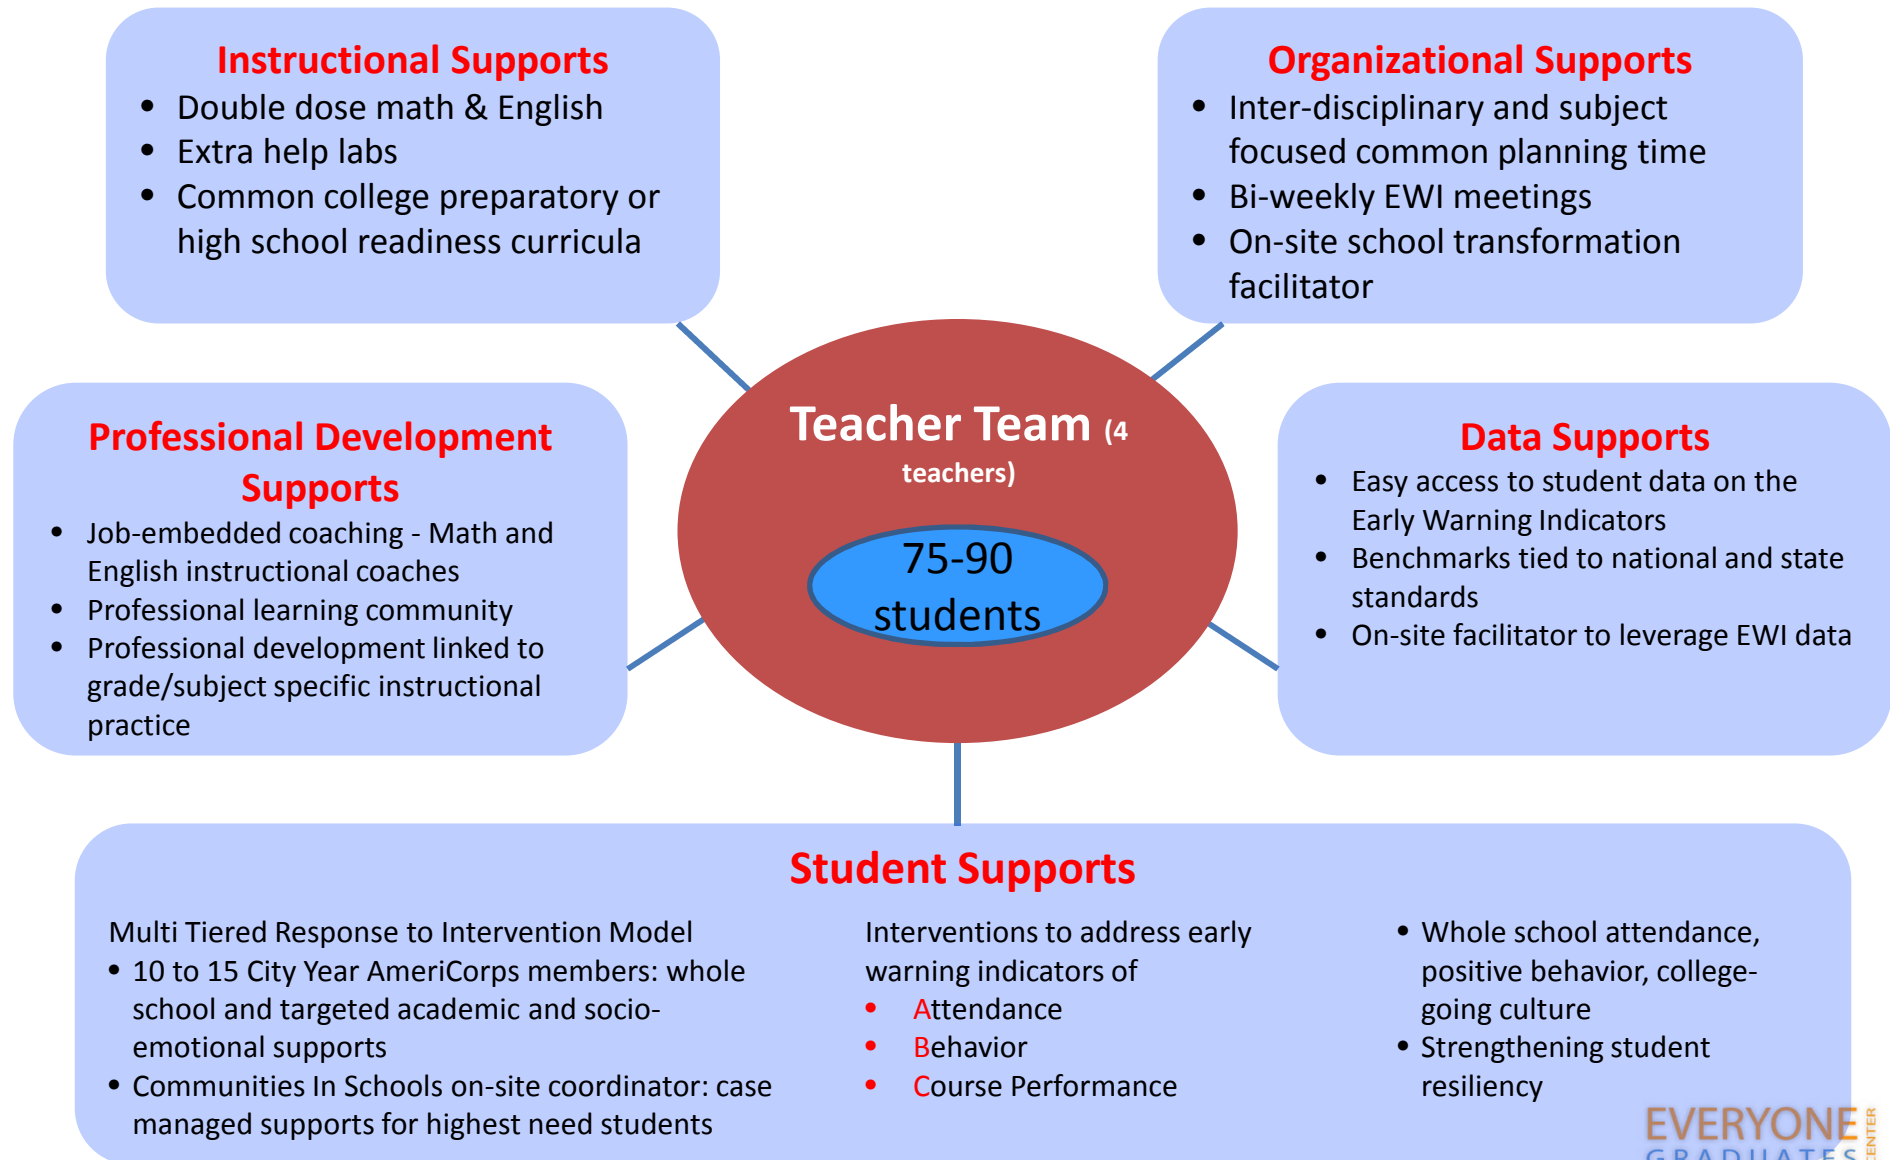 Instructional Supports
• Double dose math & English
• Extra help labs
• Common college preparatory or
high school readiness curricula
Organizational Supports
• Inter-disciplinary and subject
focused common planning time
• Bi-weekly EWI meetings
• On-site school transformation
facilitator
Teacher Team (4
teachers)
75-90
students
Professional Development
Supports
• Job-embedded coaching - Math and
English instructional coaches
• Professional learning community
• Professional development linked to
grade/subject specific instructional
practice
Data Supports
• Easy access to student data on the
Early Warning Indicators
• Benchmarks tied to national and state
standards
• On-site facilitator to leverage EWI data
Student Supports
Multi Tiered Response to Intervention Model
• 10 to 15 City Year AmeriCorps members: whole
school and targeted academic and socio-
emotional supports
• Communities In Schools on-site coordinator: case
managed supports for highest need students
Interventions to address early
warning indicators of
• Attendance
• Behavior
• Course Performance
• Whole school attendance,
positive behavior, college-
going culture
• Strengthening student
resiliency
EVERYONE
GRADUATES
CENTER